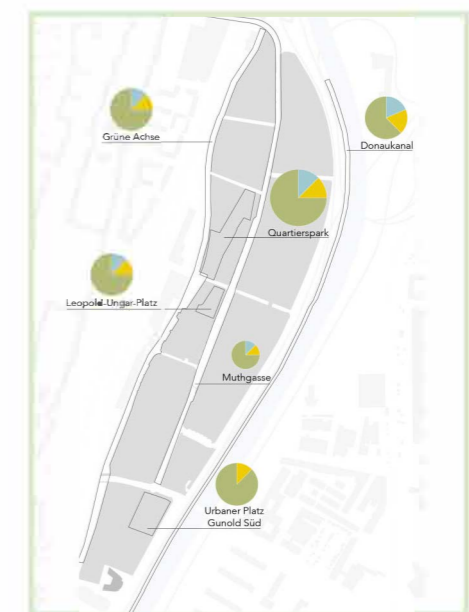 Grüne Achse
Donaukanal
Quartierspark
Leopold-Ungar-Platz
Muthgasse
Urbaner Platz
Gunold Süd